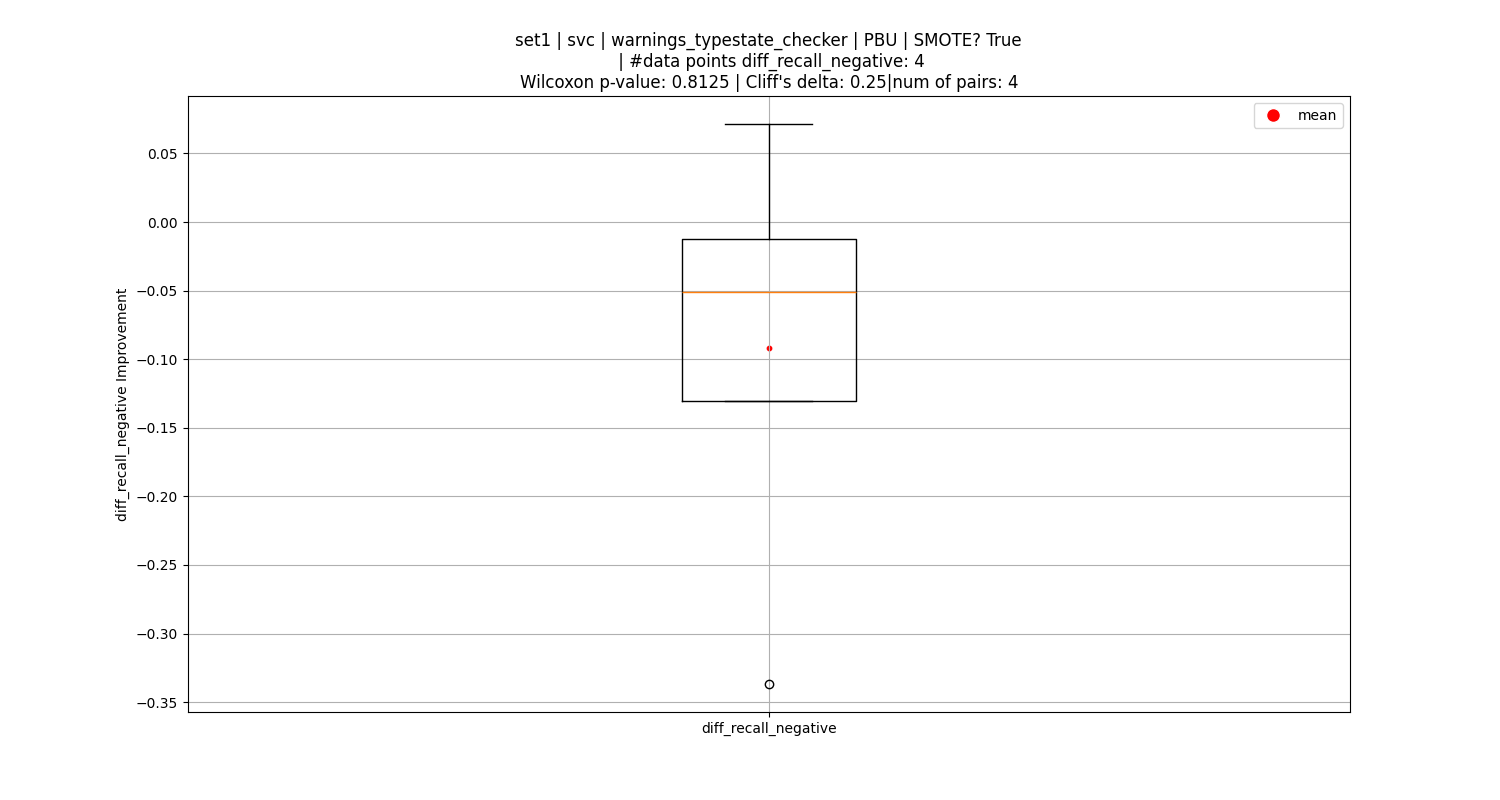 set1 | svc | warnings_typestate_checker | PBU | SMOTE? True
| #data points diff_recall_negative: 4
Wilcoxon p-value: 0.8125 | Cliff's delta: 0.25|num of pairs: 4
mean
0.05
0.00
−0.05
−0.10
−0.15
−0.20
−0.25
−0.30
−0.35
diff_recall_negative Improvement
diff_recall_negative